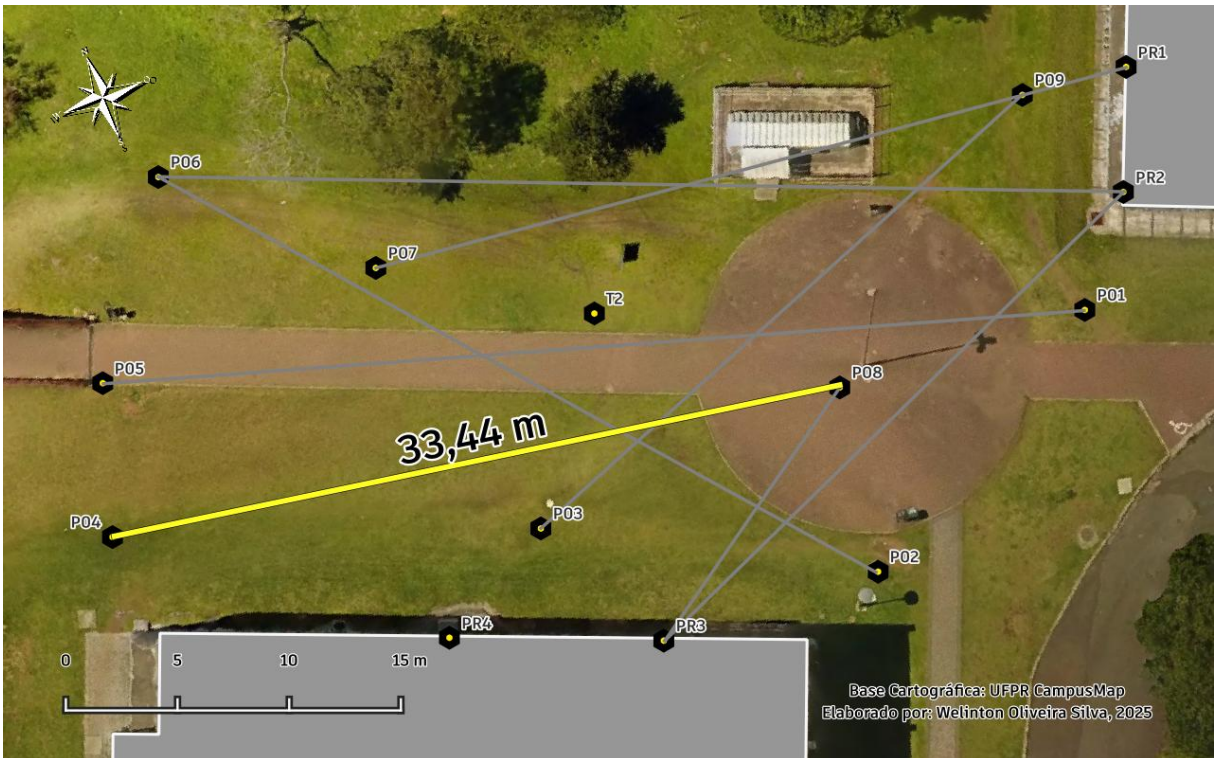 PR1
P09
P06
PR2
P07
T2
P01
P05
P08
33,44 m
P04
P03
P02
PR4
PR3
0 5 10 15 m
Base Cartográfica: UFPR CampusMap
Elaborado por: Welinton Oliveira Silva, 2025